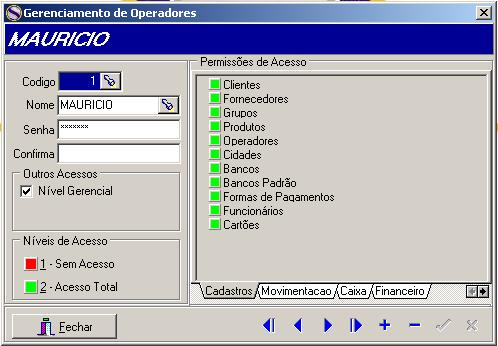 Gerenciamento de Operadores
MAURICIO
Codigo 1
Nome MAURICIO
Senha *******
Confirma
Outros Acessos
Nível Gerencial
Níveis de Acesso
1 - Sem Acesso
2 - Acesso Total
Permissões de Acesso
Clientes
Fornecedores
Grupos
Produtos
Operadores
Cidades
Bancos
Bancos Padrão
Formas de Pagamentos
Funcionários
Cartões
Cadastros Movimentacao Caixa Financeiro
Fechar